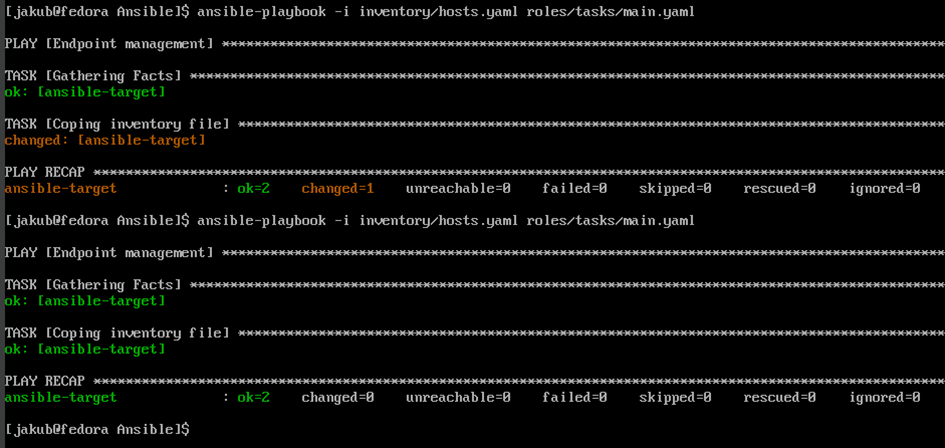 [jakub@fedora Ansible]$ ansible-playbook -i inventory/hosts.yaml roles/tasks/main.yaml
PLAY [Endpoint management] ******************************************************************************************
TASK [Gathering Facts] **********************************************************************************************
ok: [ansible-target]
TASK [Coping inventory file] ****************************************************************************************
changed: [ansible-target]
PLAY RECAP **********************************************************************************************************
ansible-target             : ok=2    changed=1    unreachable=0    failed=0    skipped=0    rescued=0    ignored=0
[jakub@fedora Ansible]$ ansible-playbook -i inventory/hosts.yaml roles/tasks/main.yaml
PLAY [Endpoint management] ******************************************************************************************
TASK [Gathering Facts] **********************************************************************************************
ok: [ansible-target]
TASK [Coping inventory file] ****************************************************************************************
ok: [ansible-target]
PLAY RECAP **********************************************************************************************************
ansible-target             : ok=2    changed=0    unreachable=0    failed=0    skipped=0    rescued=0    ignored=0
[jakub@fedora Ansible]$